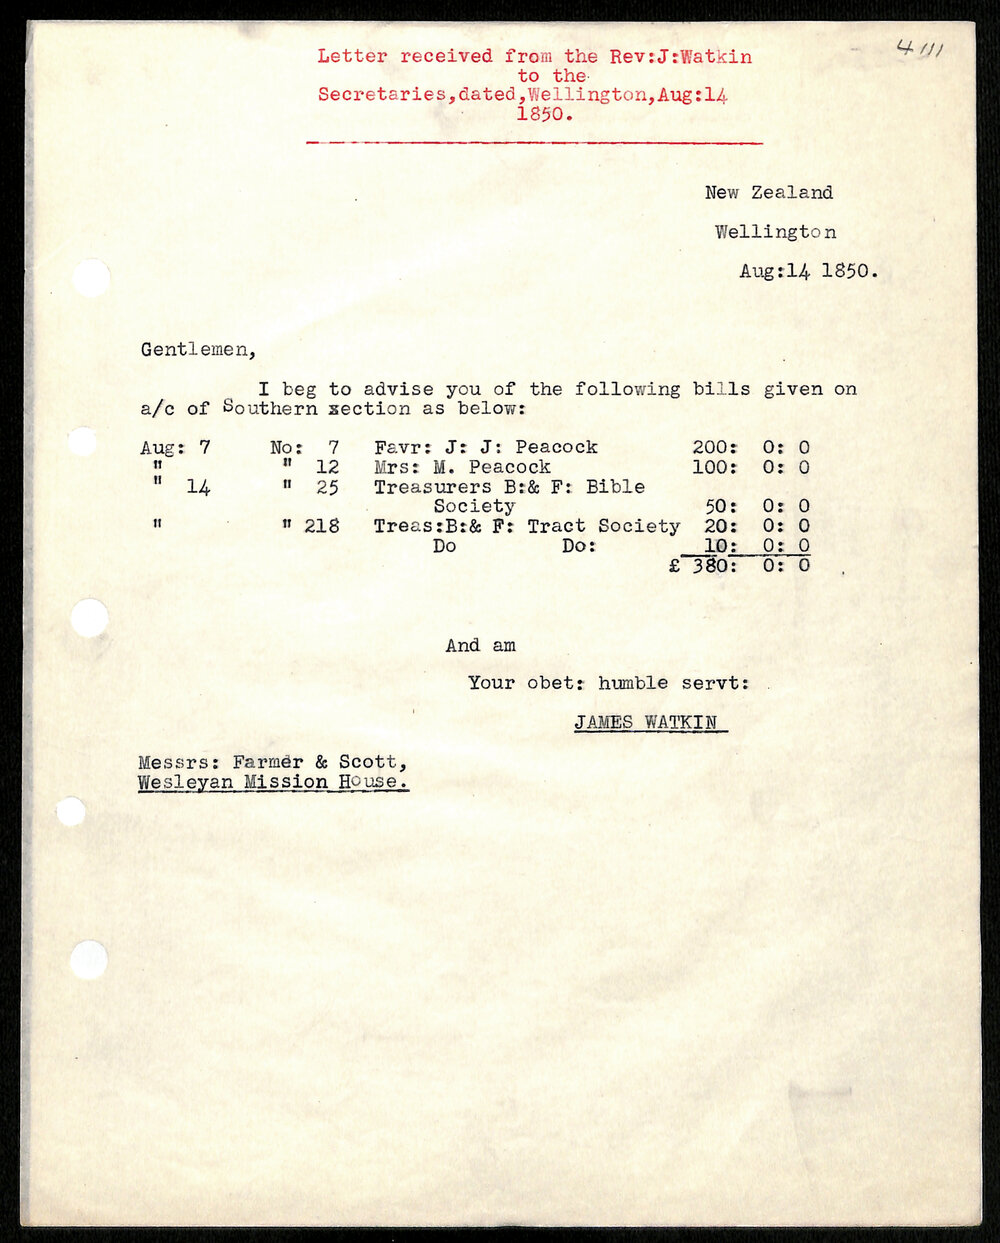 4111
Letter received from the Rev:J:Watkin
to the
Secretaries,dated,Wellington,Aug:14
1850.
New Zealand
Wellington
Aug:14 1850.
Gentlemen,
I beg to advise you of the following bills given on
a/c of Southern section as below:
Aug: 7 No: 7 Favr: J: J: Peacock 200: 0: 0
" " 12 Mrs: M. Peacock 100: 0: 0
" 14 " 25 Treasurers B:& F: Bible
Society 50: 0: 0
" " 218 Treas:B:& F: Tract Society 20: 0: 0
Do Do: 10: 0: 0
£ 380: 0: 0
And am
Your obet: humble servt:
JAMES WATKIN
Messrs: Farmer & Scott,
Wesleyan Mission House.